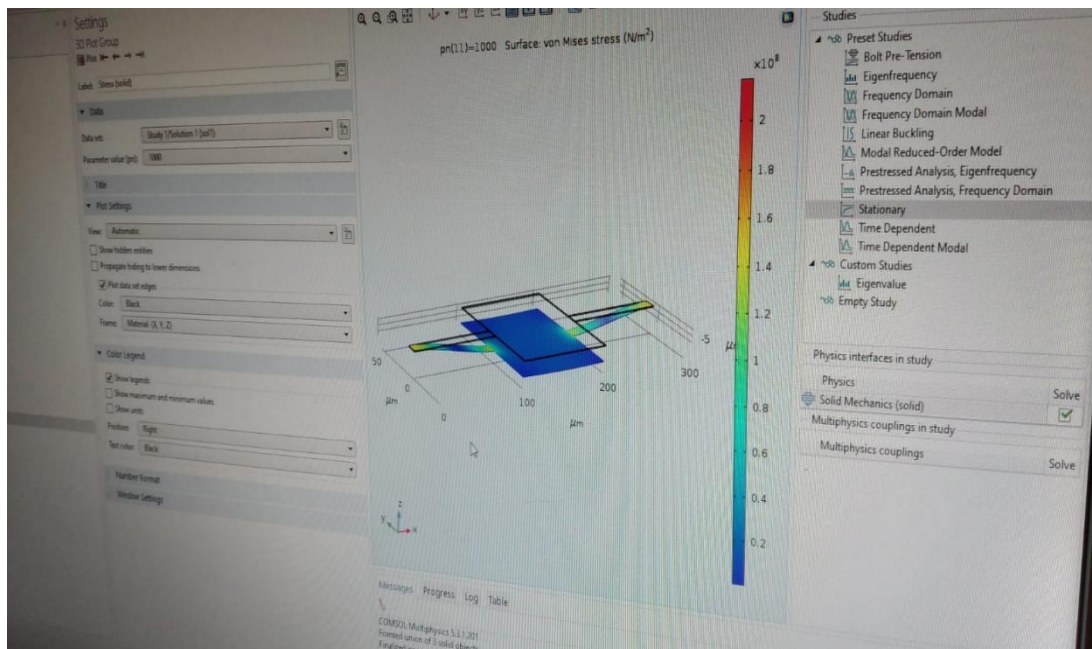 Settings
3D Plot Group
Plot
Label: Stress (solid)
Data
Data set: Study 1/Solution 1 (sol1)
Parameter value (pn): 1000
Title
Plot Settings
View: Automatic
Show hidden entities
Propagate hiding to lower dimensions
Plot data set edges
Color: Black
Frame: Material (X, Y, Z)
Color Legend
Show legends
Show maximum and minimum values
Show units
Position: Right
Text color: Black
Number Format
Window Settings
pn(11)=1000 Surface: von Mises stress (N/m²)
×10⁸
2
1.8
1.6
1.4
1.2
1
0.8
0.6
0.4
0.2
50
0
µm
0
100
200
300
µm
-5
z
y
x
Messages
Progress
Log
Table
COMSOL Multiphysics 5.3.1.201
Formed union of 3 solid objects.
Studies
Preset Studies
Bolt Pre-Tension
Eigenfrequency
Frequency Domain
Frequency Domain Modal
Linear Buckling
Modal Reduced-Order Model
Prestressed Analysis, Eigenfrequency
Prestressed Analysis, Frequency Domain
Stationary
Time Dependent
Time Dependent Modal
Custom Studies
Eigenvalue
Empty Study
Physics interfaces in study
Physics Solve
Solid Mechanics (solid)
Multiphysics couplings in study
Multiphysics couplings Solve